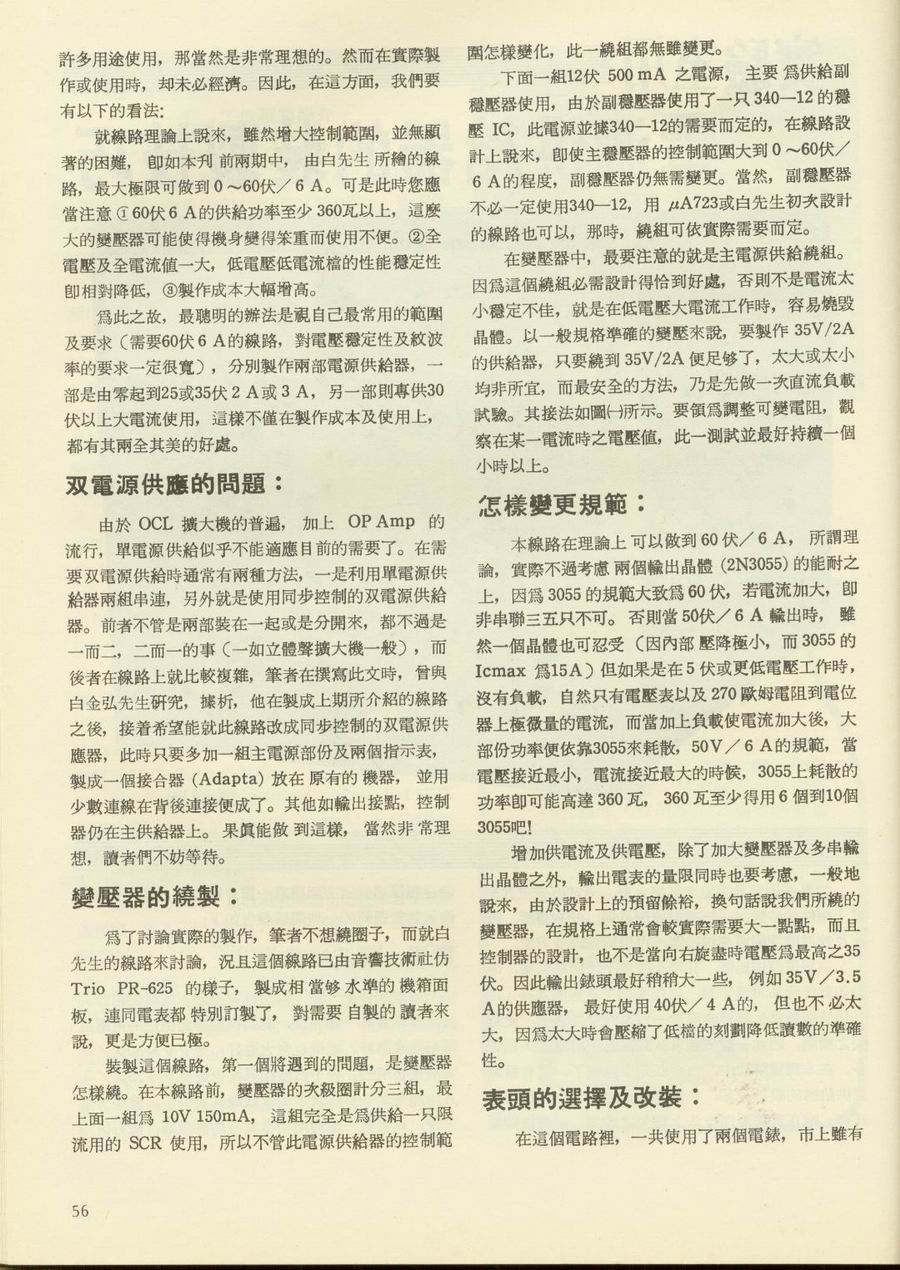 許多用途使用，那當然是非常理想的。然而在實際製
作或使用時，却未必經濟。因此，在這方面，我們要
有以下的看法：
就線路理論上說來，雖然增大控制範圍，並無顯
著的困難，即如本刋前兩期中，由白先生所繪的線
路，最大極限可做到 0～60伏／ 6 A。可是此時您應
當注意①60伏 6 A的供給功率至少 360瓦以上，這麽
大的變壓器可能使得機身變得笨重而使用不便。②全
電壓及全電流值一大，低電壓低電流檔的性能穩定性
即相對降低，③製作成本大幅增高。
爲此之故，最聰明的辦法是視自己最常用的範圍
及要求（需要60伏 6 A的線路，對電壓穩定性及紋波
率的要求一定很寬），分別製作兩部電源供給器，一
部是由零起到25或35伏 2 A或 3 A，另一部則專供30
伏以上大電流使用，這樣不僅在製作成本及使用上，
都有其兩全其美的好處。
双電源供應的問題：
由於 OCL 擴大機的普遍，加上 OP Amp 的
流行，單電源供給似乎不能適應目前的需要了。在需
要双電源供給時通常有兩種方法，一是利用單電源供
給器兩組串連，另外就是使用同步控制的双電源供給
器。前者不管是兩部裝在一起或是分開來，都不過是
一而二，二而一的事（一如立體聲擴大機一般），而
後者在線路上就比較複雜，筆者在撰寫此文時，曾與
白金弘先生研究，據析，他在製成上期所介紹的線路
之後，接着希望能就此線路改成同步控制的双電源供
應器，此時只要多加一組主電源部份及兩個指示表，
製成一個接合器 (Adapta) 放在原有的機器，並用
少數連線在背後連接便成了。其他如輸出接點，控制
器仍在主供給器上。果眞能做到這樣，當然非常理
想，讀者們不妨等待。
變壓器的繞製：
爲了討論實際的製作，筆者不想繞圈子，而就白
先生的線路來討論，況且這個線路已由音響技術社仿
Trio PR-625 的樣子，製成相當够水準的機箱面
板，連同電表都特別訂製了，對需要自製的讀者來
說，更是方便已極。
裝製這個線路，第一個將遇到的問題，是變壓器
怎樣繞。在本線路前，變壓器的次級圈計分三組，最
上面一組爲 10V 150mA，這組完全是爲供給一只限
流用的 SCR 使用，所以不管此電源供給器的控制範
圍怎樣變化，此一繞組都無雖變更。
下面一組12伏 500 mA 之電源，主要爲供給副
穩壓器使用，由於副穩壓器使用了一只 340—12 的穩
壓 IC，此電源並據340—12的需要而定的，在線路設
計上說來，即使主穩壓器的控制範圍大到 0～60伏／
6 A的程度，副穩壓器仍無需變更。當然，副穩壓器
不必一定使用340—12，用 μA723或白先生初次設計
的線路也可以，那時，繞組可依實際需要而定。
在變壓器中，最要注意的就是主電源供給繞組。
因爲這個繞組必需設計得恰到好處，否則不是電流太
小穩定不佳，就是在低電壓大電流工作時，容易燒毁
晶體。以一般規格準確的變壓來說，要製作 35V/2A
的供給器，只要繞到 35V/2A 便足够了，太大或太小
均非所宜，而最安全的方法，乃是先做一次直流負載
試驗。其接法如圖㈠所示。要領爲調整可變電阻，觀
察在某一電流時之電壓値，此一測試並最好持續一個
小時以上。
怎樣變更規範：
本線路在理論上可以做到 60 伏／ 6 A，所謂理
論，實際不過考慮兩個輸出晶體 (2N3055) 的能耐之
上，因爲 3055 的規範大致爲 60 伏，若電流加大，即
非串聯三五只不可。否則當 50伏／ 6 A 輸出時，雖
然一個晶體也可忍受（因內部壓降極小，而 3055 的
Icmax 爲15A）但如果是在 5 伏或更低電壓工作時，
沒有負載，自然只有電壓表以及 270 歐姆電阻到電位
器上極微量的電流，而當加上負載使電流加大後，大
部份功率便依靠3055來耗散，50V／ 6 A的規範，當
電壓接近最小，電流接近最大的時候，3055上耗散的
功率即可能高達 360 瓦，360 瓦至少得用 6 個到10個
3055吧！
增加供電流及供電壓，除了加大變壓器及多串輸
出晶體之外，輸出電表的量限同時也要考慮，一般地
說來，由於設計上的預留餘裕，換句話說我們所繞的
變壓器，在規格上通常會較實際需要大一點點，而且
控制器的設計，也不是當向右旋盡時電壓爲最高之35
伏。因此輸出錶頭最好稍稍大一些，例如 35V／3.5
A的供應器，最好使用 40伏／ 4 A的，但也不必太
大，因爲太大時會壓縮了低檔的刻劃降低讀數的準確
性。
表頭的選擇及改裝：
在這個電路裡，一共使用了兩個電錶，市上雖有
56